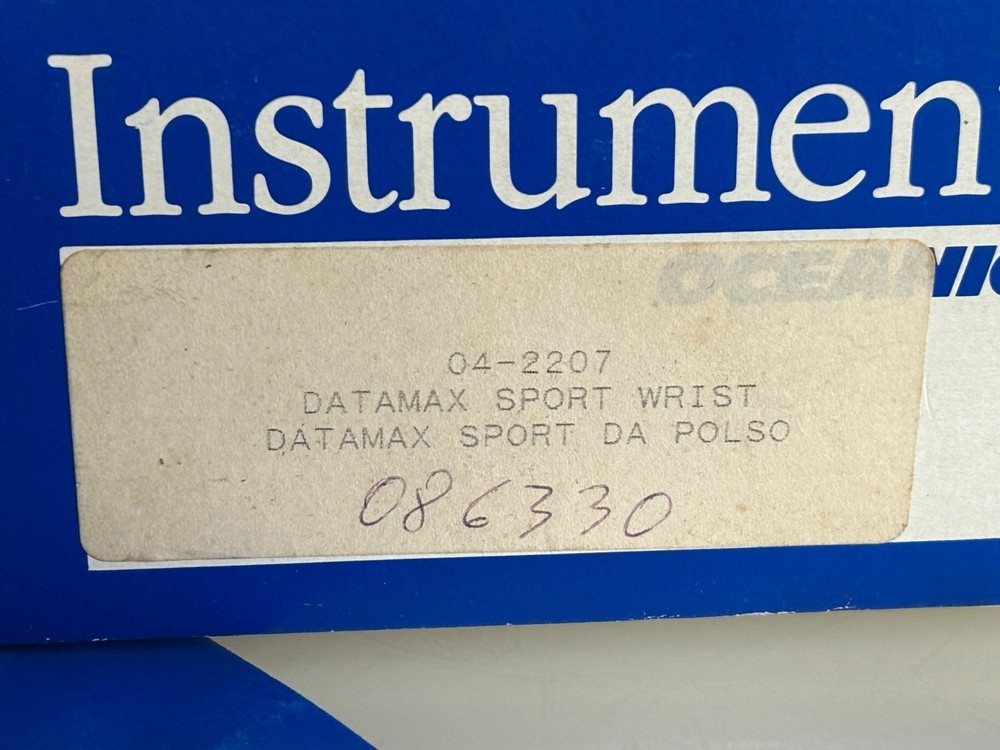 Instrumen
OCEANIC
04-2207
DATAMAX SPORT WRIST
DATAMAX SPORT DA POLSO
086330